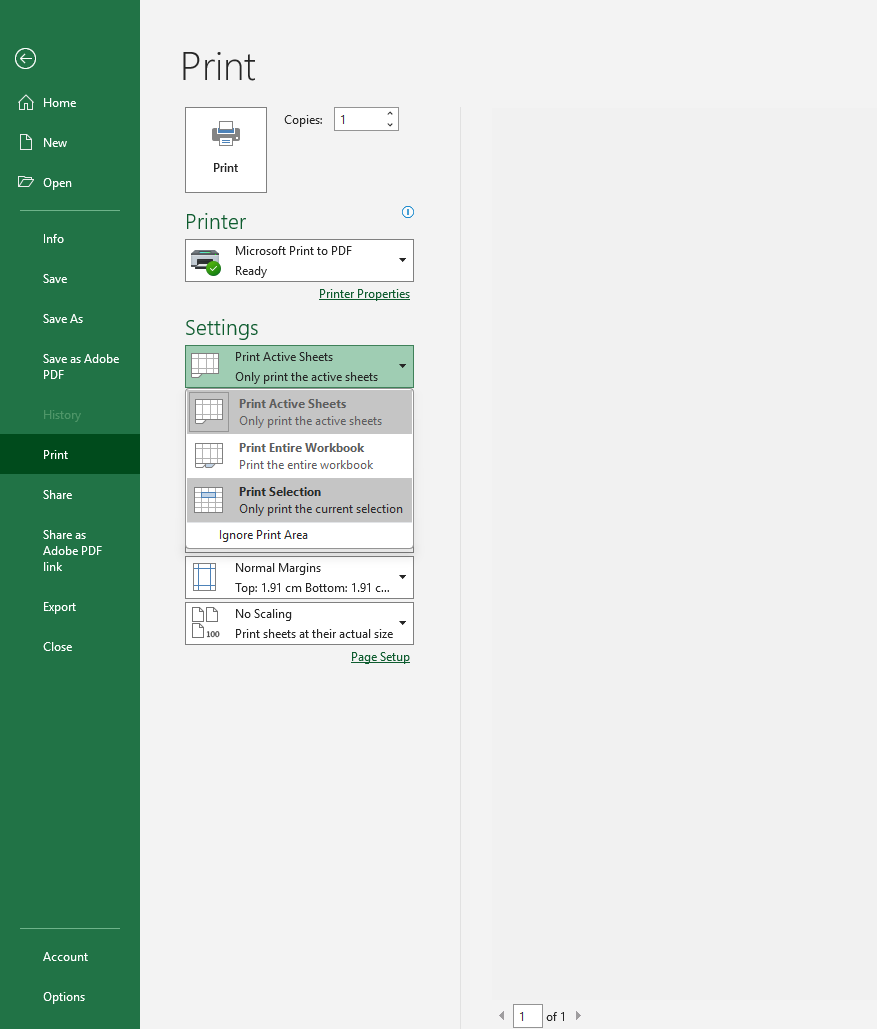 Home
New
Open
Info
Save
Save As
Save as Adobe
PDF
History
Print
Share
Share as
Adobe PDF
link
Export
Close
Account
Options
Print
Print
Copies: 1
Printer
Microsoft Print to PDF
Ready
Printer Properties
Settings
Print Active Sheets
Only print the active sheets
Print Active Sheets
Only print the active sheets
Print Entire Workbook
Print the entire workbook
Print Selection
Only print the current selection
Ignore Print Area
Normal Margins
Top: 1.91 cm Bottom: 1.91 c...
No Scaling
100
Print sheets at their actual size
Page Setup
1 of 1